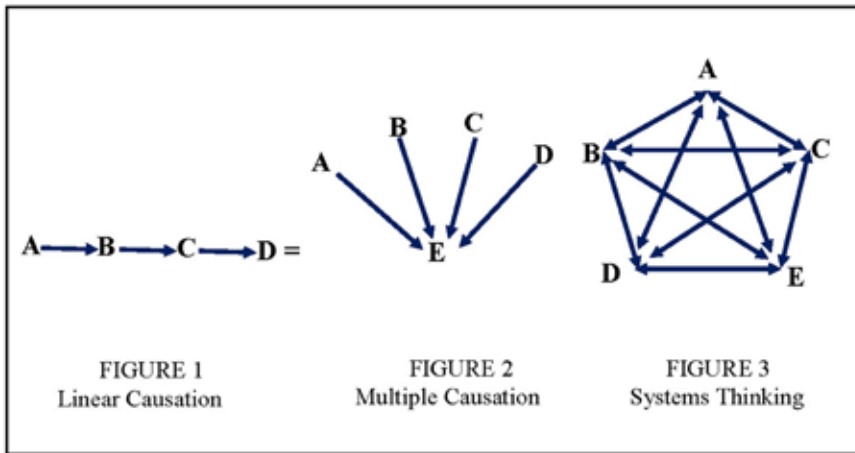 A B C D =
A
B
C
D
E
A
B
C
D
E
FIGURE 1
Linear Causation
FIGURE 2
Multiple Causation
FIGURE 3
Systems Thinking